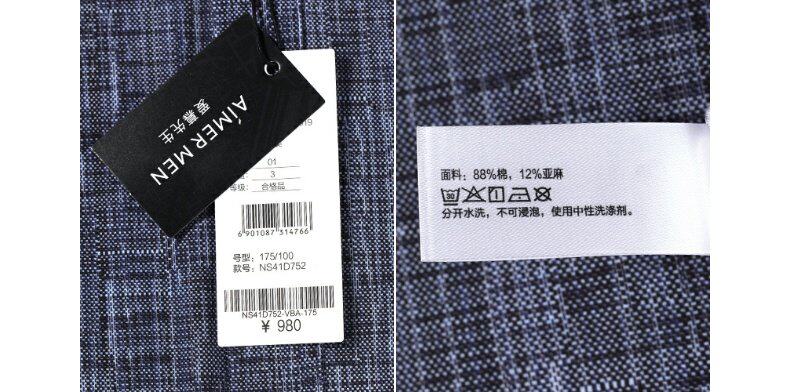 AIMER MEN
爱慕先生
01
3
等级：合格品
6 901087 314766
号型：175/100
款号：NS41D752
NS41D752-VBA-175
¥ 980
面料：88%棉，12%亚麻
分开水洗，不可浸泡，使用中性洗涤剂。